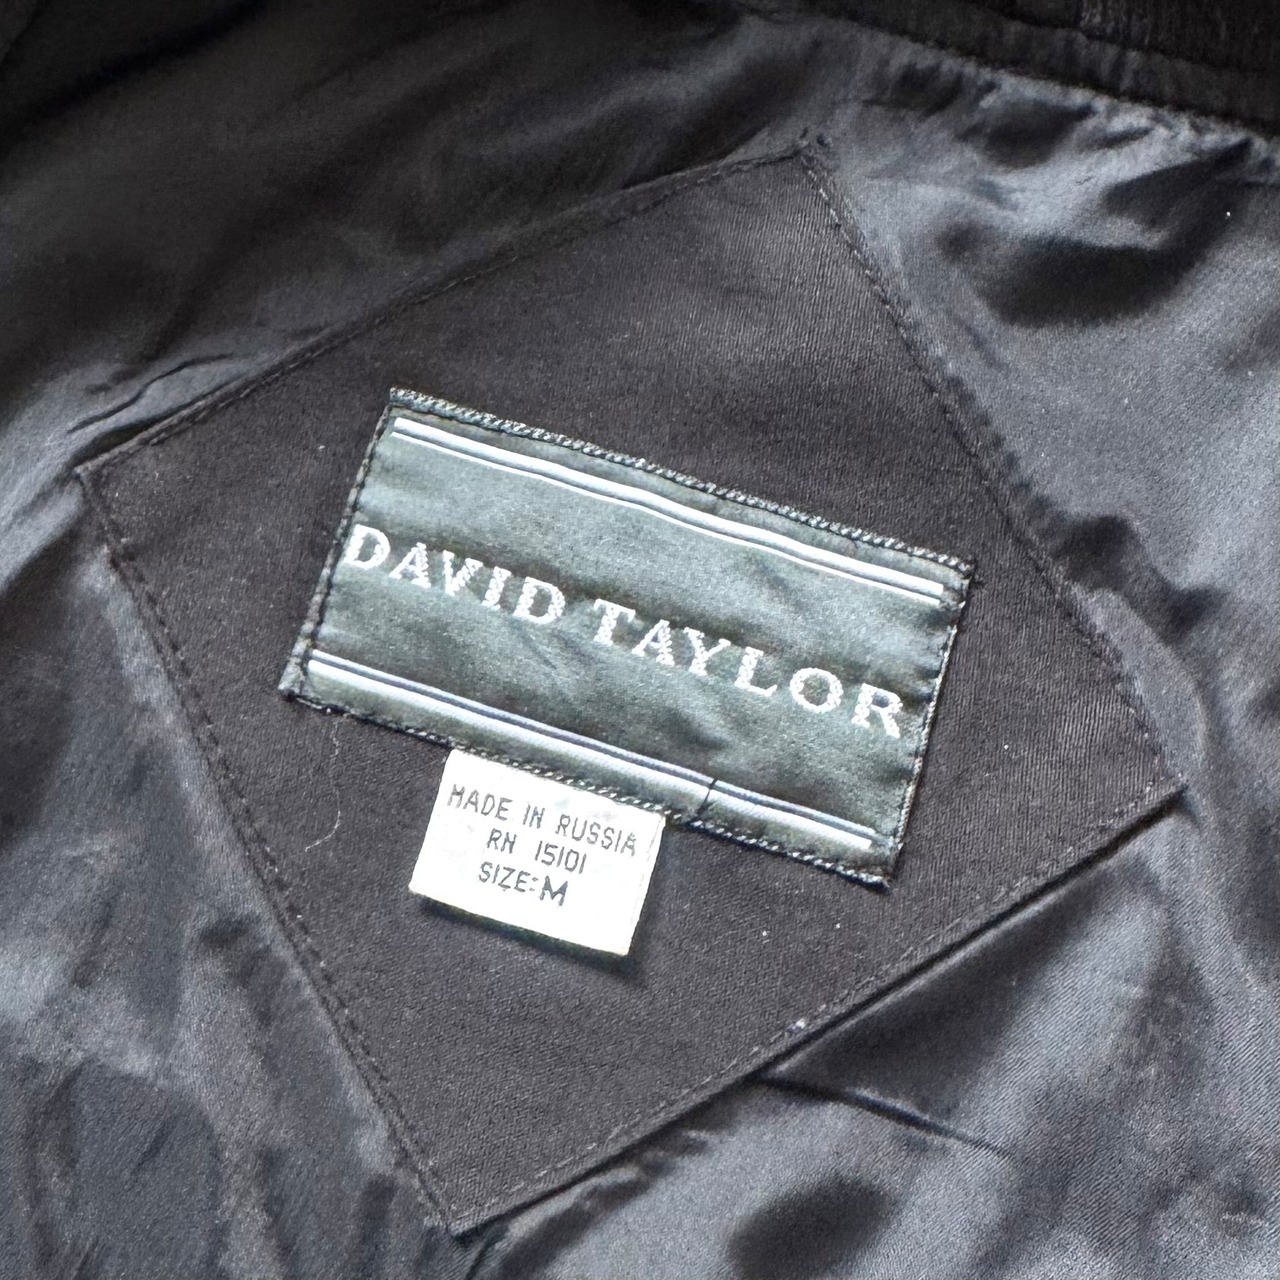 DAVID TAYLOR
MADE IN RUSSIA
RN 15101
SIZE: M